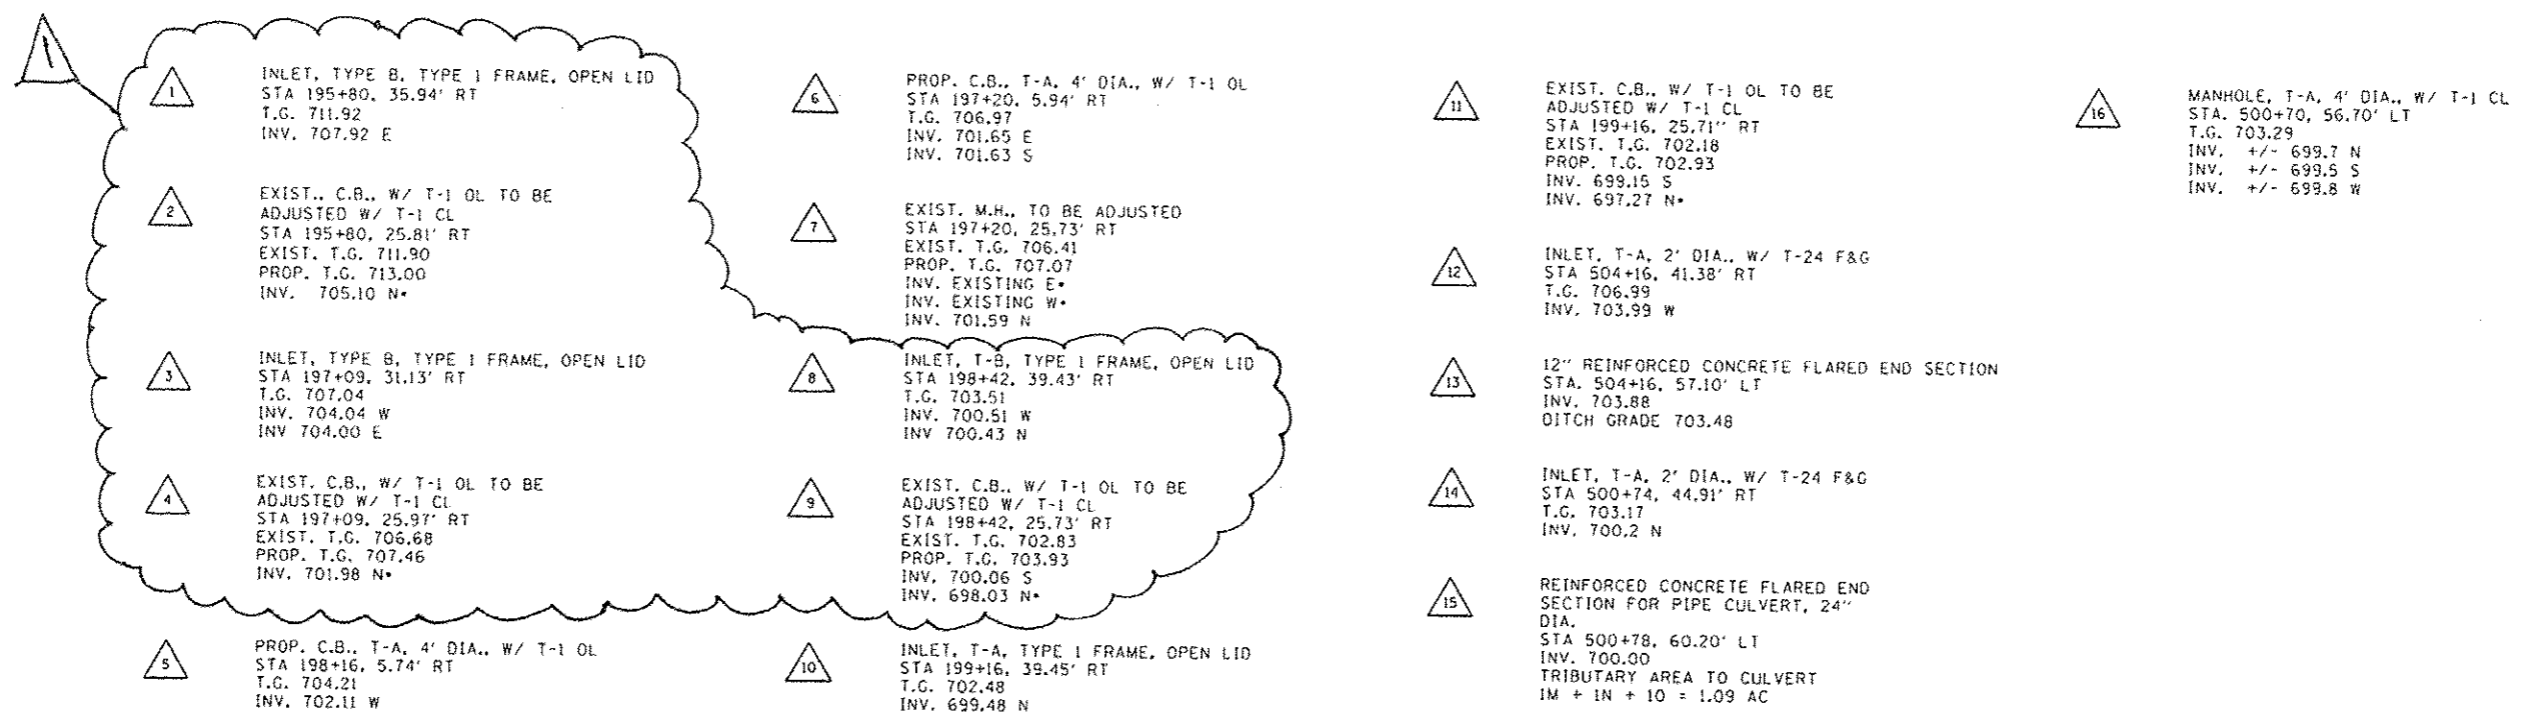 1
1
INLET, TYPE B, TYPE 1 FRAME, OPEN LID
STA 195+80, 35.94' RT
T.G. 711.92
INV. 707.92 E
2
EXIST., C.B., W/ T-1 OL TO BE
ADJUSTED W/ T-1 CL
STA 195+80, 25.81' RT
EXIST. T.G. 711.90
PROP. T.G. 713.00
INV. 705.10 N*
3
INLET, TYPE B, TYPE 1 FRAME, OPEN LID
STA 197+09, 31.13' RT
T.G. 707.04
INV. 704.04 W
INV 704.00 E
4
EXIST. C.B., W/ T-1 OL TO BE
ADJUSTED W/ T-1 CL
STA 197+09, 25.97' RT
EXIST. T.G. 706.68
PROP. T.G. 707.46
INV. 701.98 N*
5
PROP. C.B., T-A, 4' DIA., W/ T-1 OL
STA 198+16, 5.74' RT
T.G. 704.21
INV. 702.11 W
6
PROP. C.B., T-A, 4' DIA., W/ T-1 OL
STA 197+20, 5.94' RT
T.G. 706.97
INV. 701.65 E
INV. 701.63 S
7
EXIST. M.H., TO BE ADJUSTED
STA 197+20, 25.73' RT
EXIST. T.G. 706.41
PROP. T.G. 707.07
INV. EXISTING E*
INV. EXISTING W*
INV. 701.59 N
8
INLET, T-B, TYPE 1 FRAME, OPEN LID
STA 198+42, 39.43' RT
T.G. 703.51
INV. 700.51 W
INV 700.43 N
9
EXIST. C.B., W/ T-1 OL TO BE
ADJUSTED W/ T-1 CL
STA 198+42, 25.73' RT
EXIST. T.G. 702.83
PROP. T.G. 703.93
INV. 700.06 S
INV. 698.03 N*
10
INLET, T-A, TYPE 1 FRAME, OPEN LID
STA 199+16, 39.45' RT
T.G. 702.48
INV. 699.48 N
11
EXIST. C.B., W/ T-1 OL TO BE
ADJUSTED W/ T-1 CL
STA 199+16, 25.71'' RT
EXIST. T.G. 702.18
PROP. T.G. 702.93
INV. 699.15 S
INV. 697.27 N*
12
INLET, T-A, 2' DIA., W/ T-24 F&G
STA 504+16, 41.38' RT
T.G. 706.99
INV. 703.99 W
13
12'' REINFORCED CONCRETE FLARED END SECTION
STA. 504+16, 57.10' LT
INV. 703.88
DITCH GRADE 703.48
14
INLET, T-A, 2' DIA., W/ T-24 F&G
STA 500+74, 44.91' RT
T.G. 703.17
INV. 700.2 N
15
REINFORCED CONCRETE FLARED END
SECTION FOR PIPE CULVERT, 24''
DIA.
STA 500+78, 60.20' LT
INV. 700.00
TRIBUTARY AREA TO CULVERT
1M + 1N + 1O = 1.09 AC
16
MANHOLE, T-A, 4' DIA., W/ T-1 CL
STA. 500+70, 56.70' LT
T.G. 703.29
INV. +/- 699.7 N
INV. +/- 699.5 S
INV. +/- 699.8 W